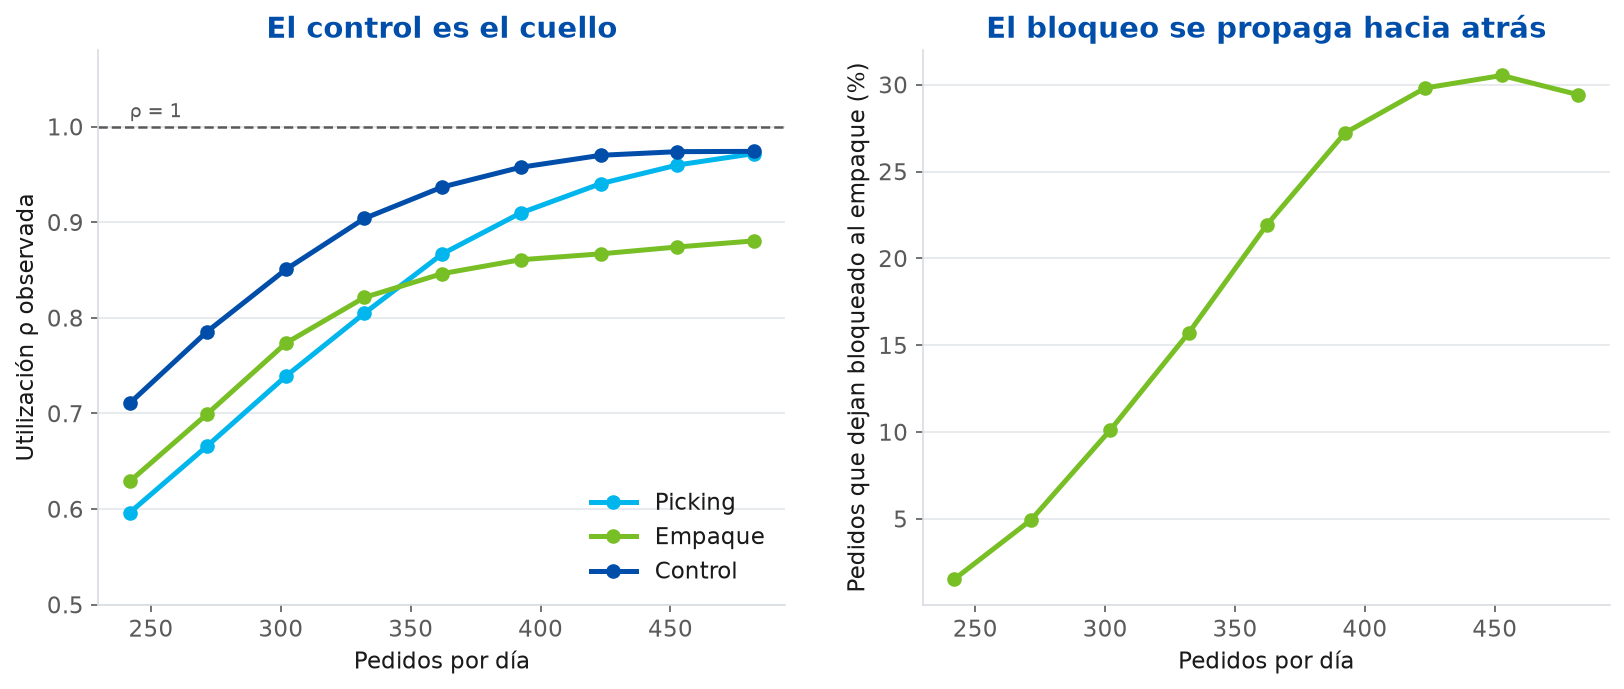 El control es el cuello
Utilización ρ observada
1.0
0.9
0.8
0.7
0.6
0.5
ρ = 1
Picking
Empaque
Control
250 300 350 400 450
Pedidos por día
El bloqueo se propaga hacia atrás
Pedidos que dejan bloqueado al empaque (%)
30
25
20
15
10
5
250 300 350 400 450
Pedidos por día